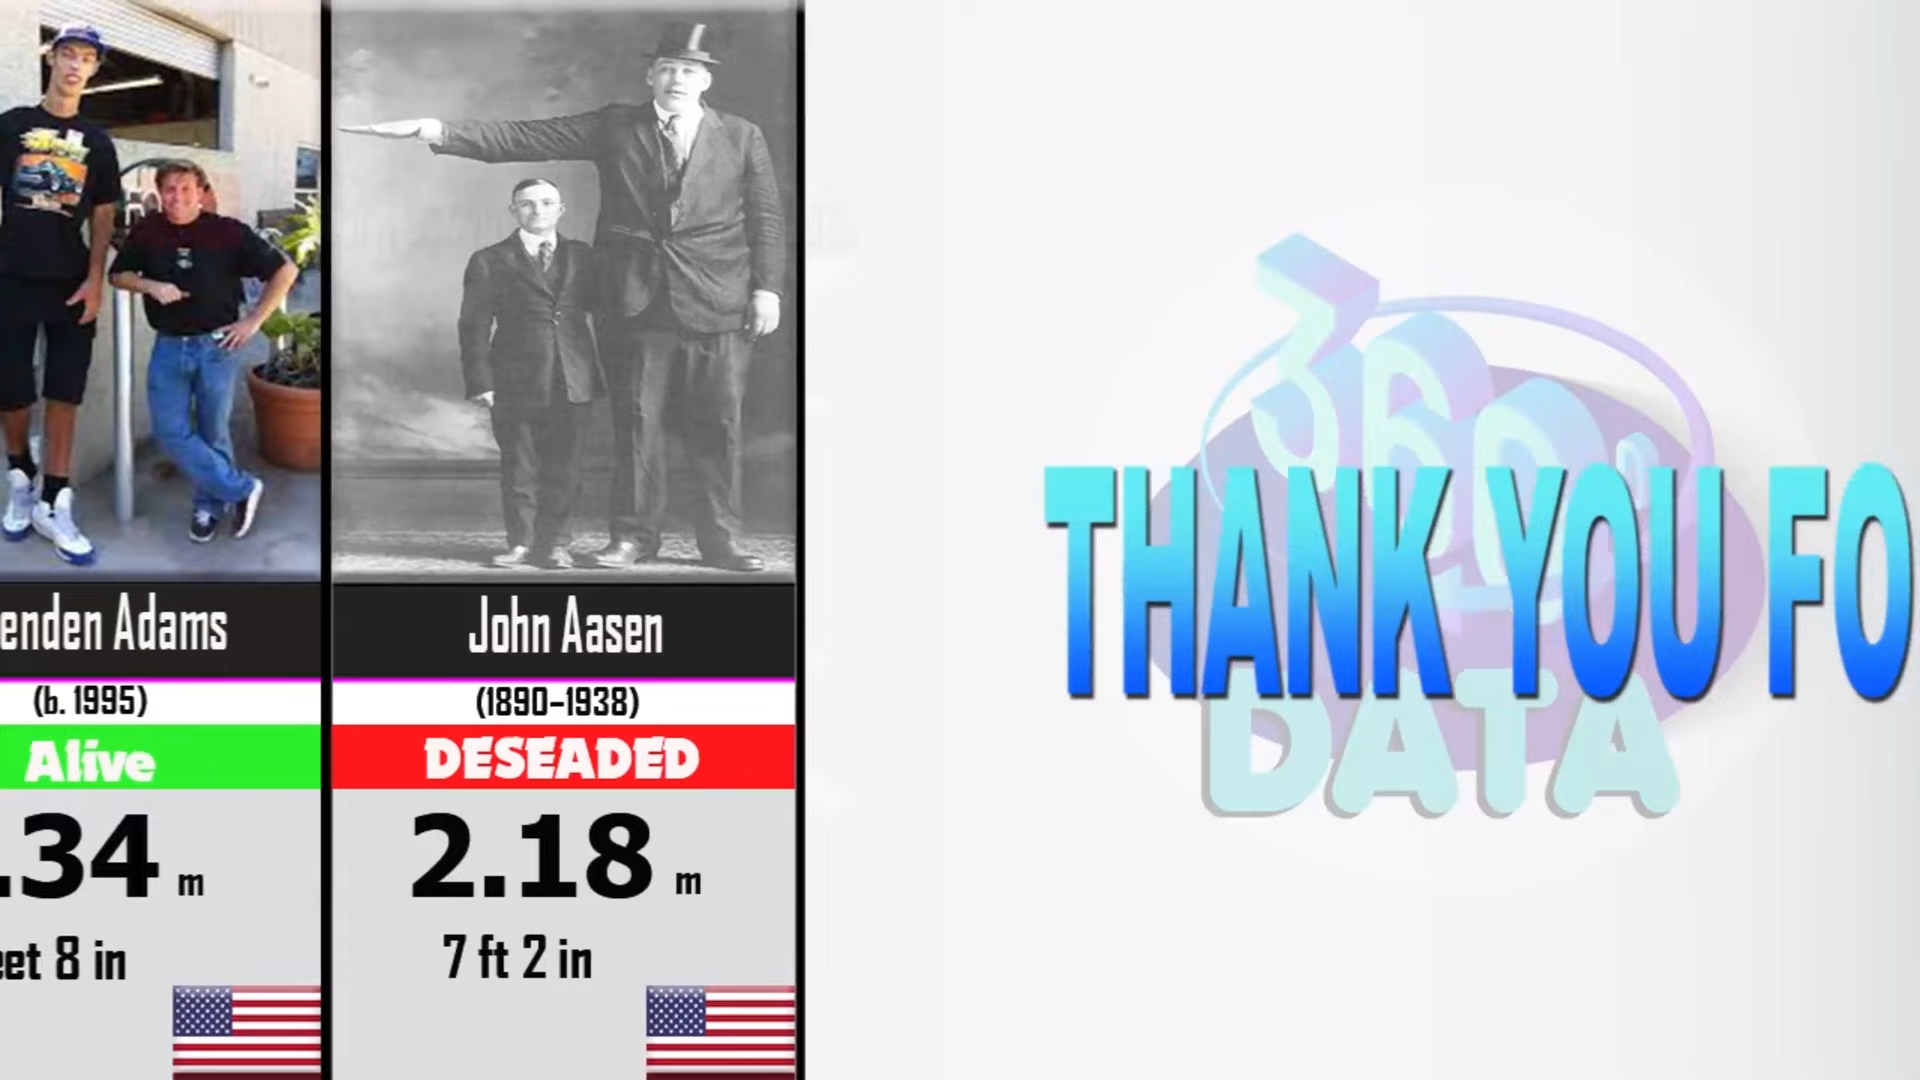 enden Adams
(b. 1995)
Alive
.34 m
eet 8 in
John Aasen
(1890-1938)
DESEADED
2.18 m
7 ft 2 in
360°
DATA
THANK YOU FO